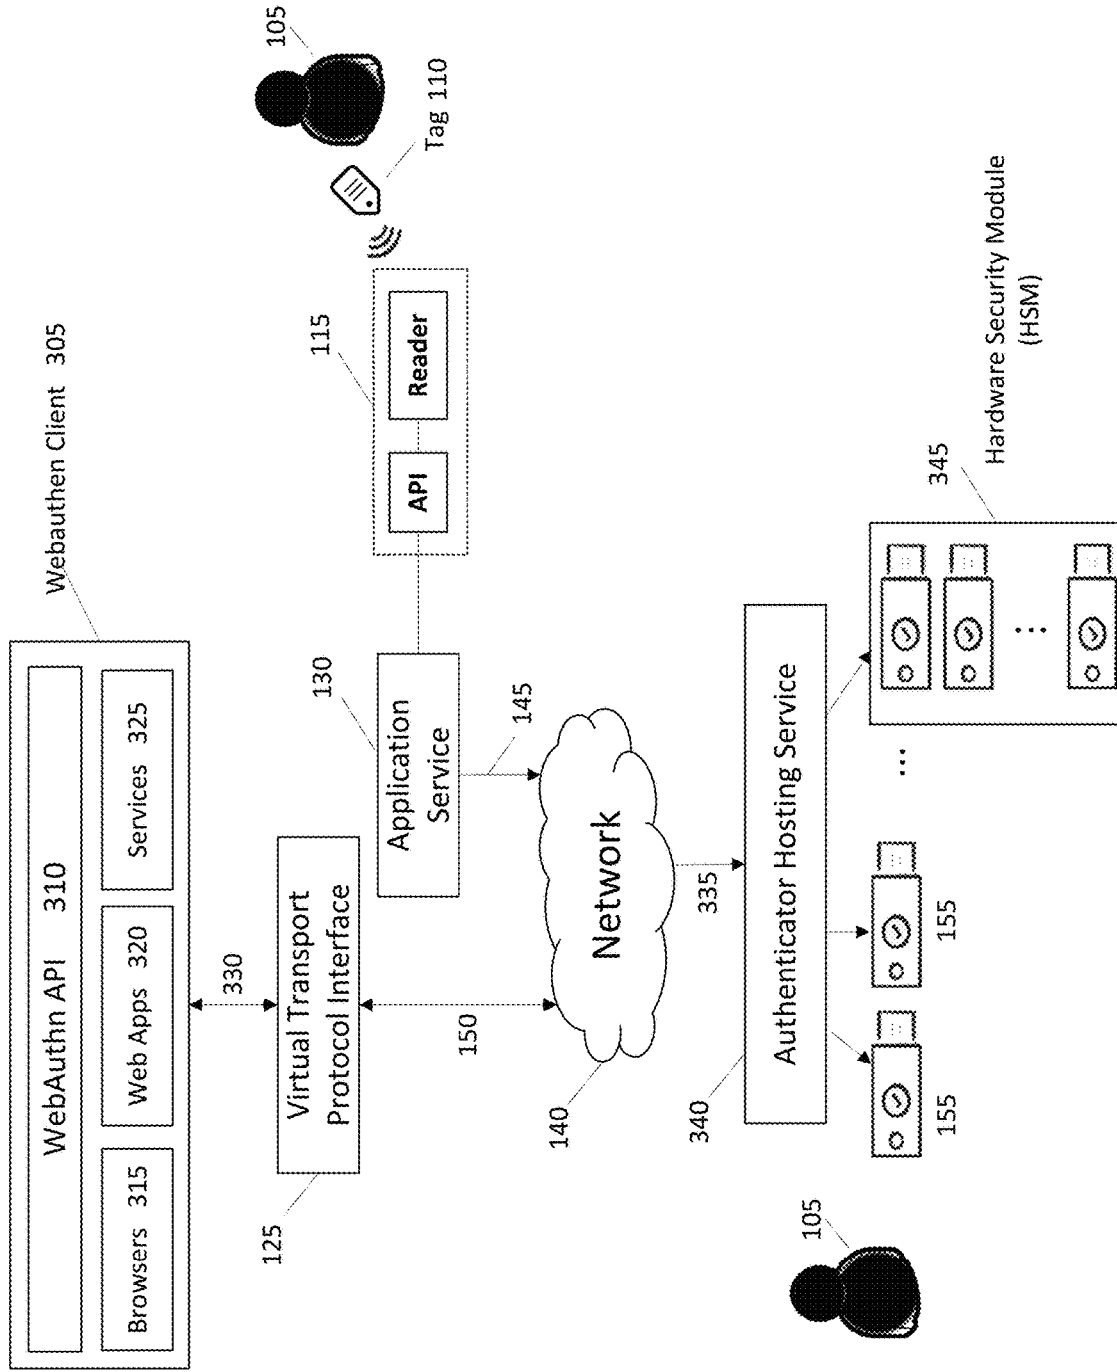 Webauthen Client 305
WebAuthn API 310
Browsers 315
Web Apps 320
Services 325
330
125
Virtual Transport
Protocol Interface
150
130
Application
Service
145
115
API
Reader
Tag 110
105
140
Network
335
340
Authenticator Hosting Service
105
155
155
...
345
...
Hardware Security Module
(HSM)